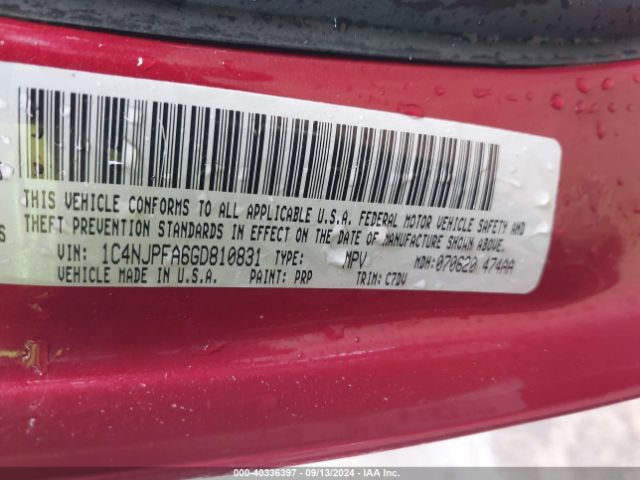 THIS VEHICLE CONFORMS TO ALL APPLICABLE U.S.A. FEDERAL MOTOR VEHICLE SAFETY AND
THEFT PREVENTION STANDARDS IN EFFECT ON THE DATE OF MANUFACTURE SHOWN ABOVE.
VIN: 1C4NJPFA6GD810831 TYPE: MPV MDH: 070620 474AA
VEHICLE MADE IN U.S.A. PAINT: PRP TRIM: C7DV
000-40336397 - 09/13/2024 - IAA Inc.